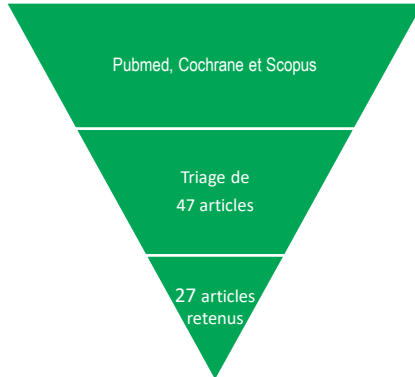 Pubmed, Cochrane et Scopus
Triage de
47 articles
27 articles
retenus